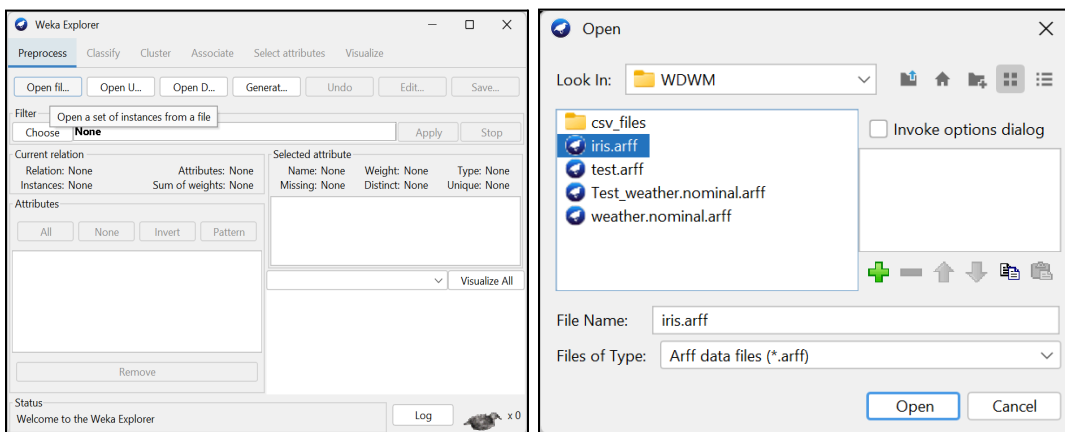 Weka Explorer
Preprocess Classify Cluster Associate Select attributes Visualize
Open fil... Open U... Open D... Generat... Undo Edit... Save...
Filter
Open a set of instances from a file
Choose None Apply Stop
Current relation
Relation: None Attributes: None
Instances: None Sum of weights: None
Selected attribute
Name: None Weight: None Type: None
Missing: None Distinct: None Unique: None
Attributes
All None Invert Pattern
Visualize All
Remove
Status
Welcome to the Weka Explorer
Log x 0
Open
Look In: WDWM
csv_files
iris.arff
test.arff
Test_weather.nominal.arff
weather.nominal.arff
Invoke options dialog
File Name: iris.arff
Files of Type: Arff data files (*.arff)
Open Cancel